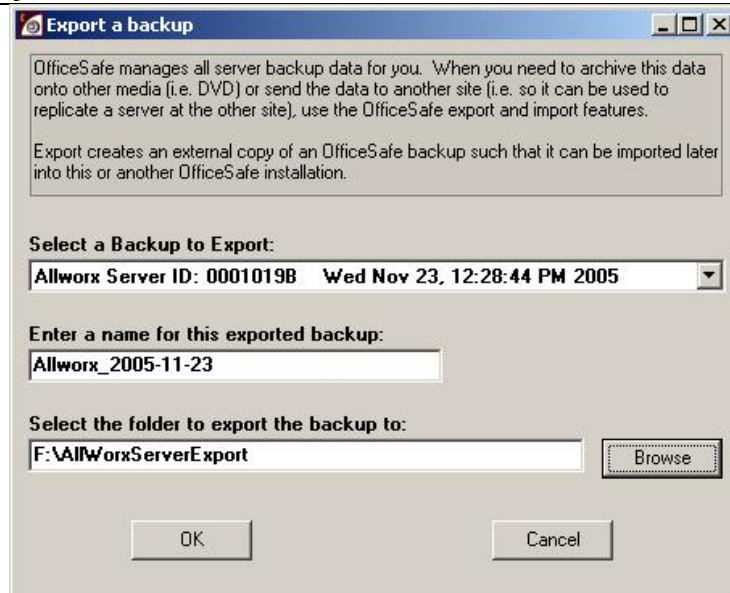 Export a backup
OfficeSafe manages all server backup data for you. When you need to archive this data
onto other media (i.e. DVD) or send the data to another site (i.e. so it can be used to
replicate a server at the other site), use the OfficeSafe export and import features.
Export creates an external copy of an OfficeSafe backup such that it can be imported later
into this or another OfficeSafe installation.
Select a Backup to Export:
Allworx Server ID: 0001019B Wed Nov 23, 12:28:44 PM 2005
Enter a name for this exported backup:
Allworx_2005-11-23
Select the folder to export the backup to:
F:\AllWorxServerExport
Browse
OK
Cancel